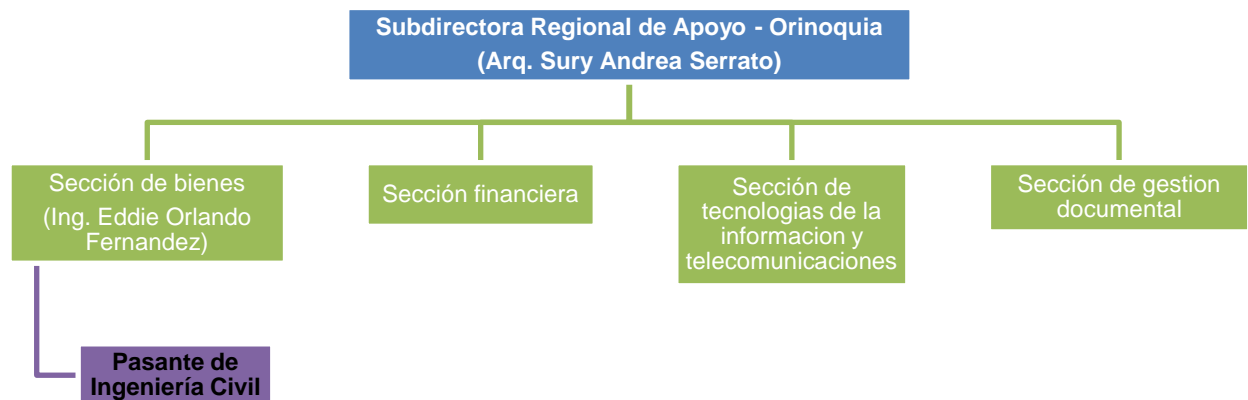 Subdirectora Regional de Apoyo - Orinoquia
(Arq. Sury Andrea Serrato)
Sección de bienes
(Ing. Eddie Orlando
Fernandez)
Sección financiera
Sección de
tecnologias de la
informacion y
telecomunicaciones
Sección de gestion
documental
Pasante de
Ingeniería Civil